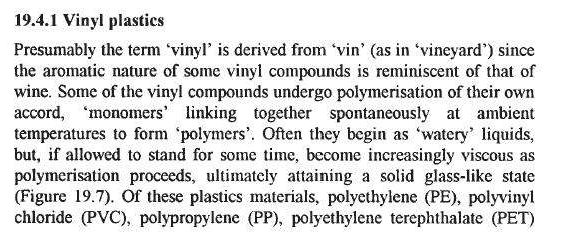 19.4.1 Vinyl plastics
Presumably the term ‘vinyl’ is derived from ‘vin’ (as in ‘vineyard’) since
the aromatic nature of some vinyl compounds is reminiscent of that of
wine. Some of the vinyl compounds undergo polymerisation of their own
accord, ‘monomers’ linking together spontaneously at ambient
temperatures to form ‘polymers’. Often they begin as ‘watery’ liquids,
but, if allowed to stand for some time, become increasingly viscous as
polymerisation proceeds, ultimately attaining a solid glass-like state
(Figure 19.7). Of these plastics materials, polyethylene (PE), polyvinyl
chloride (PVC), polypropylene (PP), polyethylene terephthalate (PET)